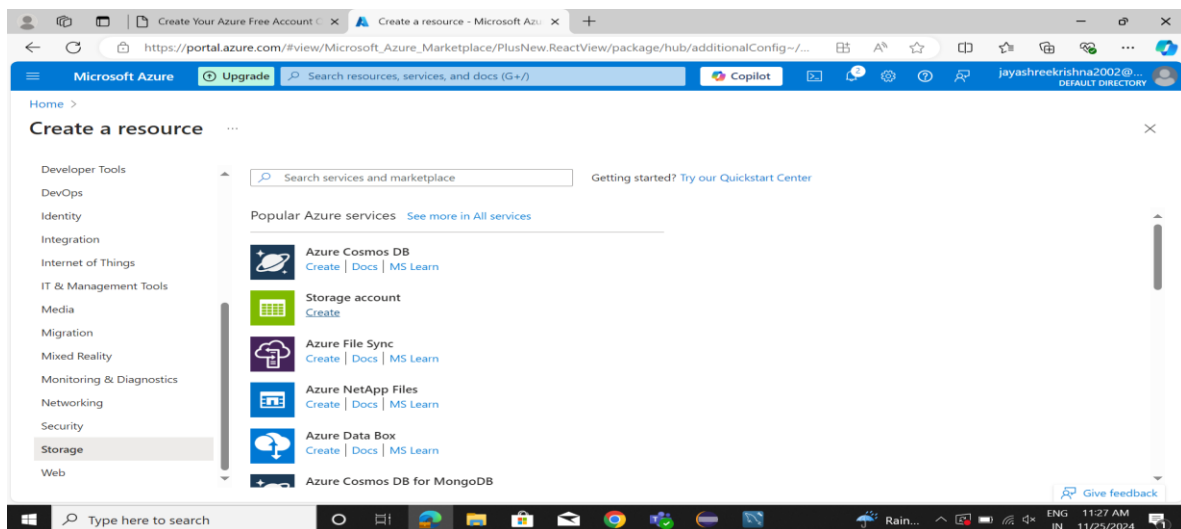 Create Your Azure Free Account C
Create a resource - Microsoft Azu
https://portal.azure.com/#view/Microsoft_Azure_Marketplace/PlusNew.ReactView/package/hub/additionalConfig~/...
Microsoft Azure
Upgrade
Search resources, services, and docs (G+/)
Copilot
2
jayashreekrishna2002@...
DEFAULT DIRECTORY
Home >
Create a resource ...
Developer Tools
DevOps
Identity
Integration
Internet of Things
IT & Management Tools
Media
Migration
Mixed Reality
Monitoring & Diagnostics
Networking
Security
Storage
Web
Search services and marketplace
Getting started? Try our Quickstart Center
Popular Azure services See more in All services
Azure Cosmos DB
Create | Docs | MS Learn
Storage account
Create
Azure File Sync
Create | Docs | MS Learn
Azure NetApp Files
Create | Docs | MS Learn
Azure Data Box
Create | Docs | MS Learn
Azure Cosmos DB for MongoDB
Give feedback
Type here to search
Rain...
ENG
IN
11:27 AM
11/25/2024